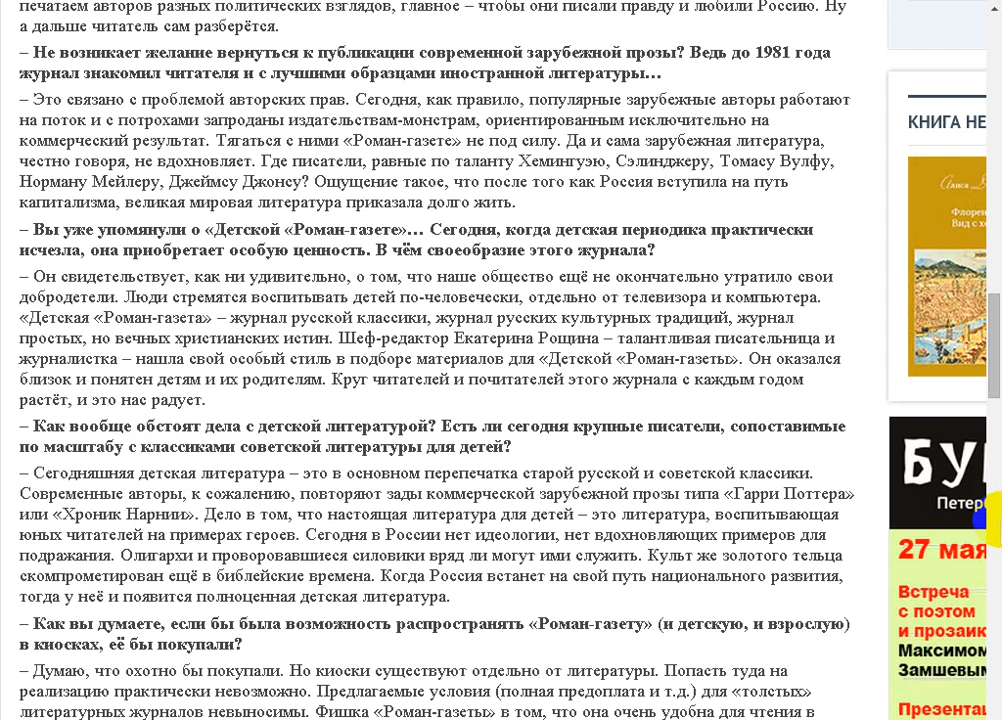 печатаем авторов разных политических взглядов, главное – чтобы они писали правду и любили Россию. Ну
а дальше читатель сам разберётся.
– Не возникает желание вернуться к публикации современной зарубежной прозы? Ведь до 1981 года
журнал знакомил читателя и с лучшими образцами иностранной литературы…
– Это связано с проблемой авторских прав. Сегодня, как правило, популярные зарубежные авторы работают
на поток и с потрохами запроданы издательствам-монстрам, ориентированным исключительно на
коммерческий результат. Тягаться с ними «Роман-газете» не под силу. Да и сама зарубежная литература,
честно говоря, не вдохновляет. Где писатели, равные по таланту Хемингуэю, Сэлинджеру, Томасу Вулфу,
Норману Мейлеру, Джеймсу Джонсу? Ощущение такое, что после того как Россия вступила на путь
капитализма, великая мировая литература приказала долго жить.
– Вы уже упомянули о «Детской «Роман-газете»… Сегодня, когда детская периодика практически
исчезла, она приобретает особую ценность. В чём своеобразие этого журнала?
– Он свидетельствует, как ни удивительно, о том, что наше общество ещё не окончательно утратило свои
добродетели. Люди стремятся воспитывать детей по-человечески, отдельно от телевизора и компьютера.
«Детская «Роман-газета» – журнал русской классики, журнал русских культурных традиций, журнал
простых, но вечных христианских истин. Шеф-редактор Екатерина Рощина – талантливая писательница и
журналистка – нашла свой особый стиль в подборе материалов для «Детской «Роман-газеты». Он оказался
близок и понятен детям и их родителям. Круг читателей и почитателей этого журнала с каждым годом
растёт, и это нас радует.
– Как вообще обстоят дела с детской литературой? Есть ли сегодня крупные писатели, сопоставимые
по масштабу с классиками советской литературы для детей?
– Сегодняшняя детская литература – это в основном перепечатка старой русской и советской классики.
Современные авторы, к сожалению, повторяют зады коммерческой зарубежной прозы типа «Гарри Поттера»
или «Хроник Нарнии». Дело в том, что настоящая литература для детей – это литература, воспитывающая
юных читателей на примерах героев. Сегодня в России нет идеологии, нет вдохновляющих примеров для
подражания. Олигархи и проворовавшиеся силовики вряд ли могут ими служить. Культ же золотого тельца
скомпрометирован ещё в библейские времена. Когда Россия встанет на свой путь национального развития,
тогда у неё и появится полноценная детская литература.
– Как вы думаете, если бы была возможность распространять «Роман-газету» (и детскую, и взрослую)
в киосках, её бы покупали?
– Думаю, что охотно бы покупали. Но киоски существуют отдельно от литературы. Попасть туда на
реализацию практически невозможно. Предлагаемые условия (полная предоплата и т.д.) для «толстых»
литературных журналов невыносимы. Фишка «Роман-газеты» в том, что она очень удобна для чтения в
КНИГА НЕ
Флорен
Вид с хо
БУ
Петер
27 мая
Встреча
с поэтом
и прозаик
Максимом
Замшевым
Презентац